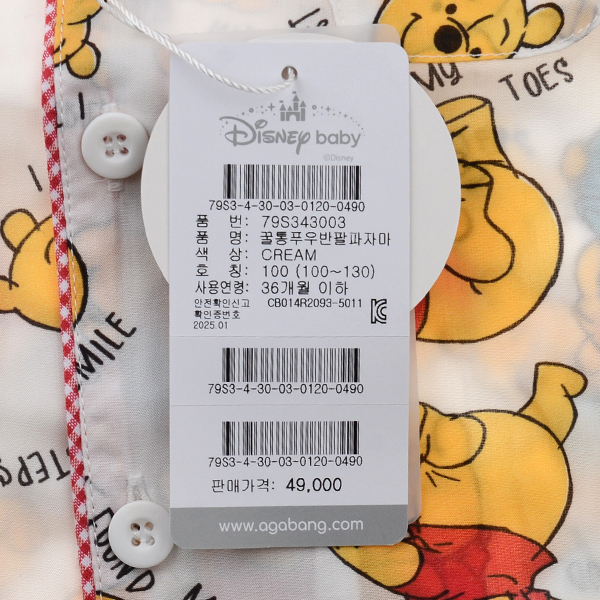 MY TOES
I
DISNEY baby
©Disney
79S3-4-30-03-0120-0490
품 번: 79S343003
품 명: 꿀통푸우반팔파자마
색 상: CREAM
호 칭: 100 (100~130)
사용연령: 36개월 이하
안전확인신고 CB014R2093-5011
확인증번호
2025.01
79S3-4-30-03-0120-0490
79S3-4-30-03-0120-0490
판매가격: 49,000
www.agabang.com
I
MILE
FOUND